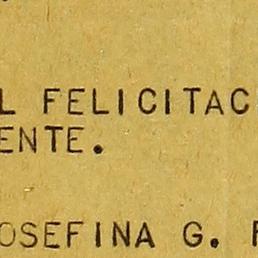 L FELICITAC
ENTE.
OSEFINA G. F